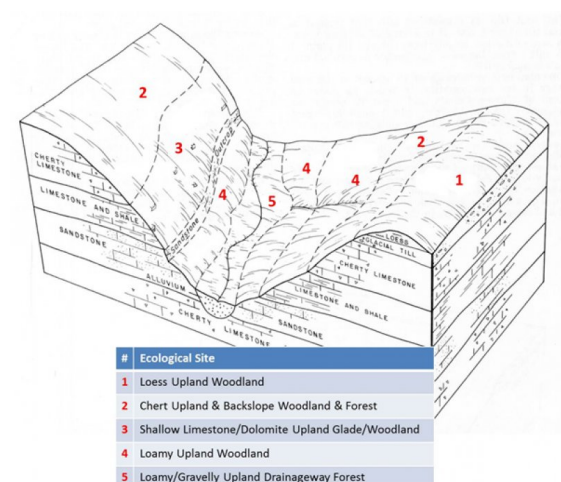 2
2
3
4
4
4
1
5
Sandstone Outcrop
CHERTY
LIMESTONE
LIMESTONE AND SHALE
SANDSTONE
ALLUVIUM
CHERTY LIMESTONE
LOESS
GLACIAL TILL
CHERTY LIMESTONE
LIMESTONE AND SHALE
SANDSTONE
# Ecological Site
1 Loess Upland Woodland
2 Chert Upland & Backslope Woodland & Forest
3 Shallow Limestone/Dolomite Upland Glade/Woodland
4 Loamy Upland Woodland
5 Loamy/Gravelly Upland Drainageway Forest